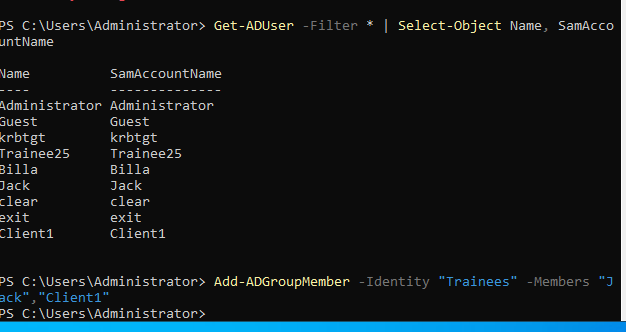 PS C:\Users\Administrator> Get-ADUser -Filter * | Select-Object Name, SamAcco
untName
Name SamAccountName
---- --------------
Administrator Administrator
Guest Guest
krbtgt krbtgt
Trainee25 Trainee25
Billa Billa
Jack Jack
clear clear
exit exit
Client1 Client1
PS C:\Users\Administrator> Add-ADGroupMember -Identity "Trainees" -Members "J
ack","Client1"
PS C:\Users\Administrator>